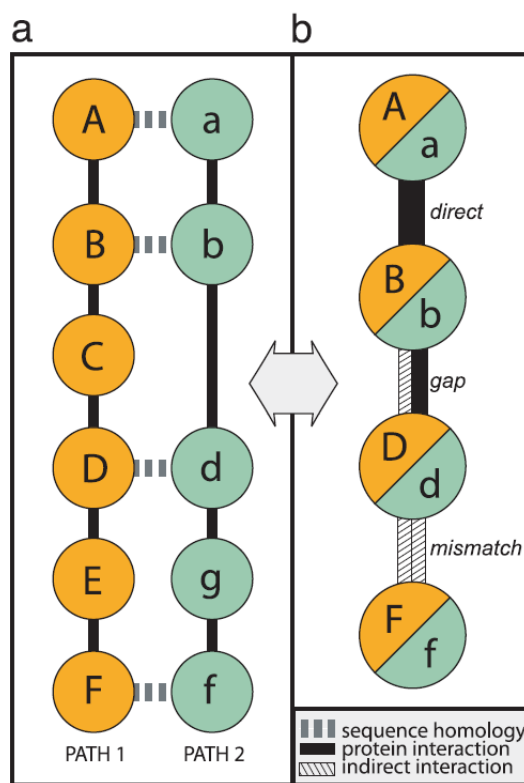 a
b
A a
B b
C
D d
E g
F f
PATH 1 PATH 2
A
a
direct
B
b
gap
D
d
mismatch
F
f
sequence homology
protein interaction
indirect interaction